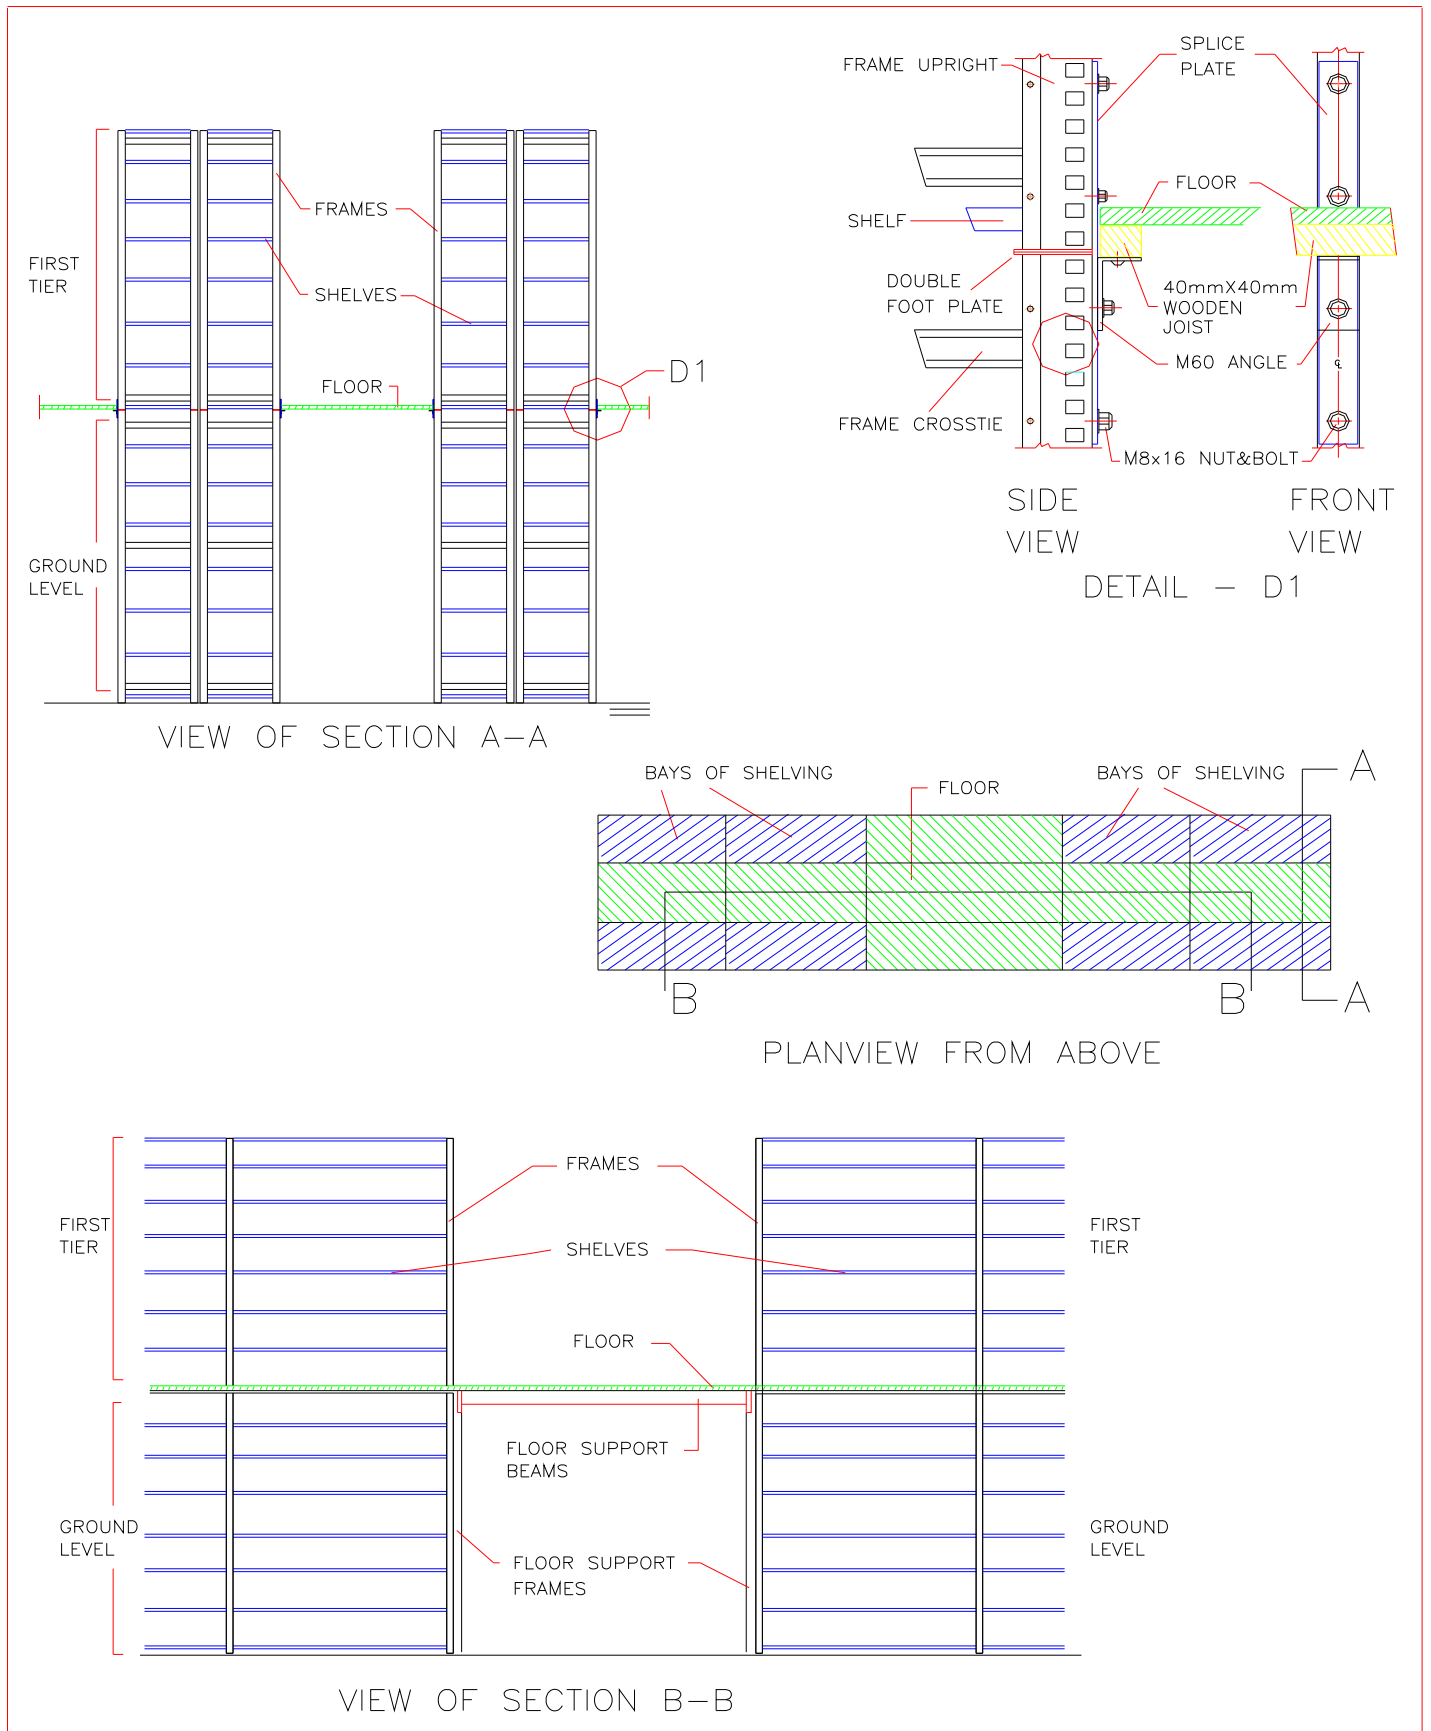 FRAMES
SHELVES
FIRST
TIER
FLOOR
D1
GROUND
LEVEL
VIEW OF SECTION A-A
FRAME UPRIGHT
SPLICE
PLATE
SHELF
FLOOR
DOUBLE
FOOT PLATE
40mmX40mm
WOODEN
JOIST
M60 ANGLE
℄
FRAME CROSSTIE
M8x16 NUT&BOLT
SIDE
VIEW
FRONT
VIEW
DETAIL - D1
BAYS OF SHELVING
FLOOR
BAYS OF SHELVING
A
B
B
A
PLANVIEW FROM ABOVE
FRAMES
FIRST
TIER
SHELVES
FIRST
TIER
FLOOR
FLOOR SUPPORT
BEAMS
GROUND
LEVEL
FLOOR SUPPORT
FRAMES
GROUND
LEVEL
VIEW OF SECTION B-B